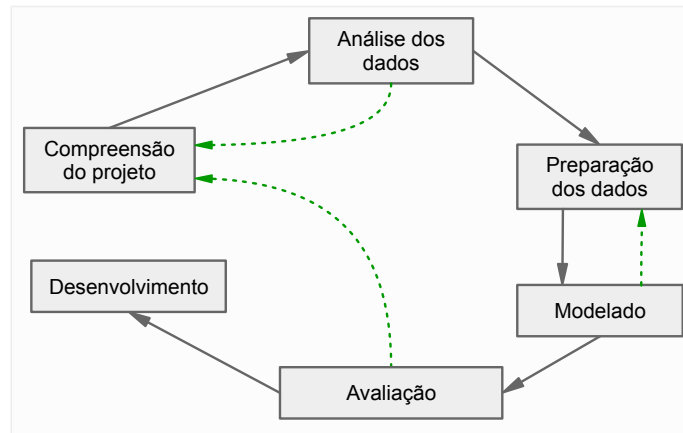 Análise dos
dados
Compreensão
do projeto
Preparação
dos dados
Desenvolvimento
Modelado
Avaliação